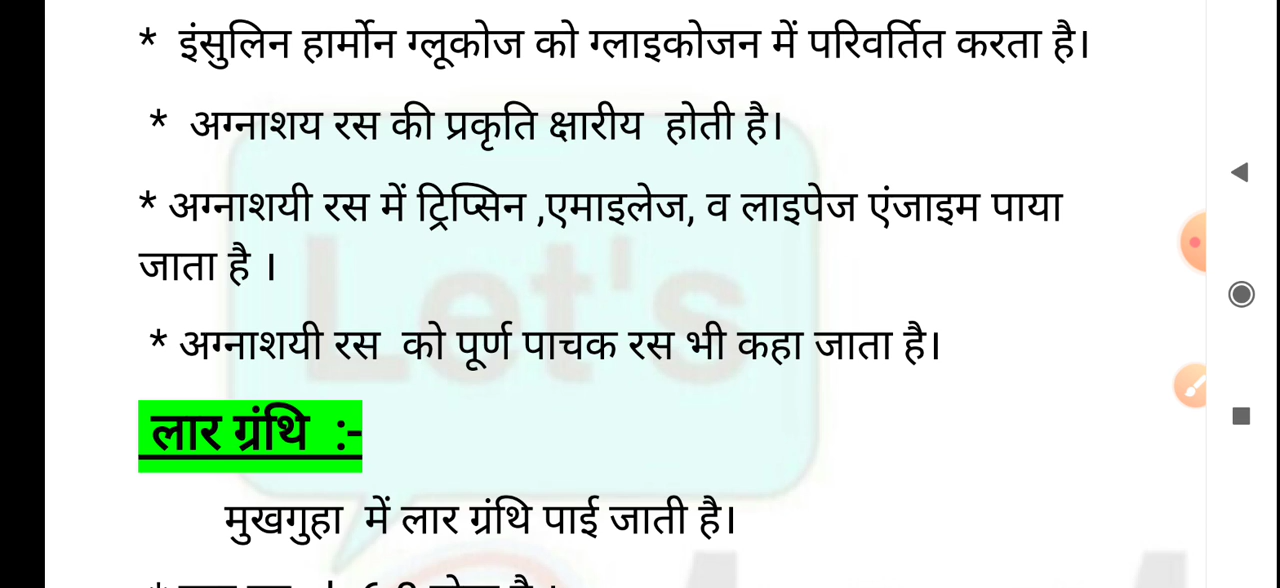 * इंसुलिन हार्मोन ग्लूकोज को ग्लाइकोजन में परिवर्तित करता है।
* अग्नाशय रस की प्रकृति क्षारीय होती है।
* अग्नाशयी रस में ट्रिप्सिन ,एमाइलेज, व लाइपेज एंजाइम पाया
जाता है ।
* अग्नाशयी रस को पूर्ण पाचक रस भी कहा जाता है।
लार ग्रंथि :-
मुखगुहा में लार ग्रंथि पाई जाती है।
Let's